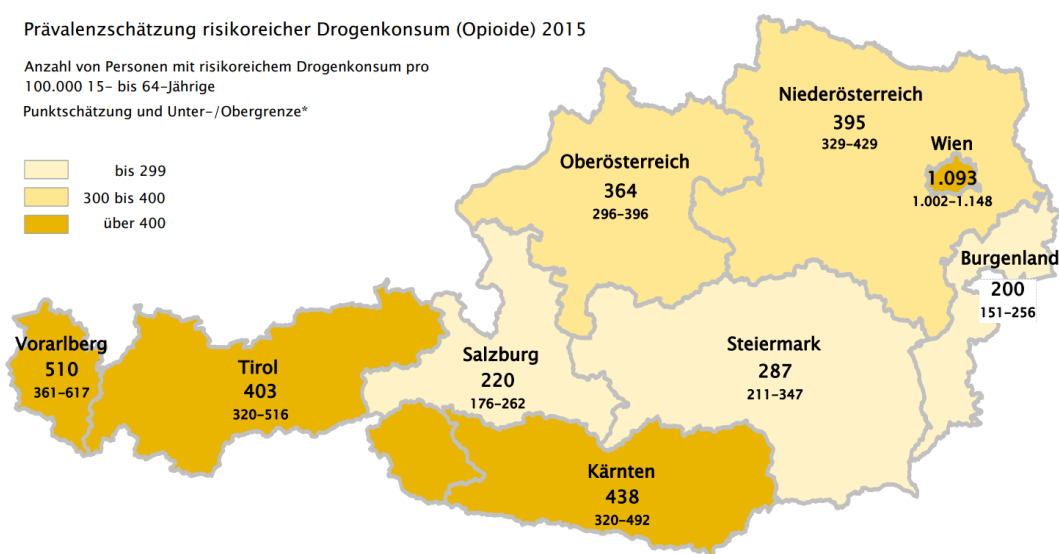 Prävalenzschätzung risikoreicher Drogenkonsum (Opioide) 2015
Anzahl von Personen mit risikoreichem Drogenkonsum pro
100.000 15- bis 64-Jährige
Punktschätzung und Unter-/Obergrenze*
bis 299
300 bis 400
über 400
Niederösterreich
395
329-429
Wien
1.093
1.002-1.148
Oberösterreich
364
296-396
Burgenland
200
151-256
Vorarlberg
510
361-617
Tirol
403
320-516
Salzburg
220
176-262
Steiermark
287
211-347
Kärnten
438
320-492